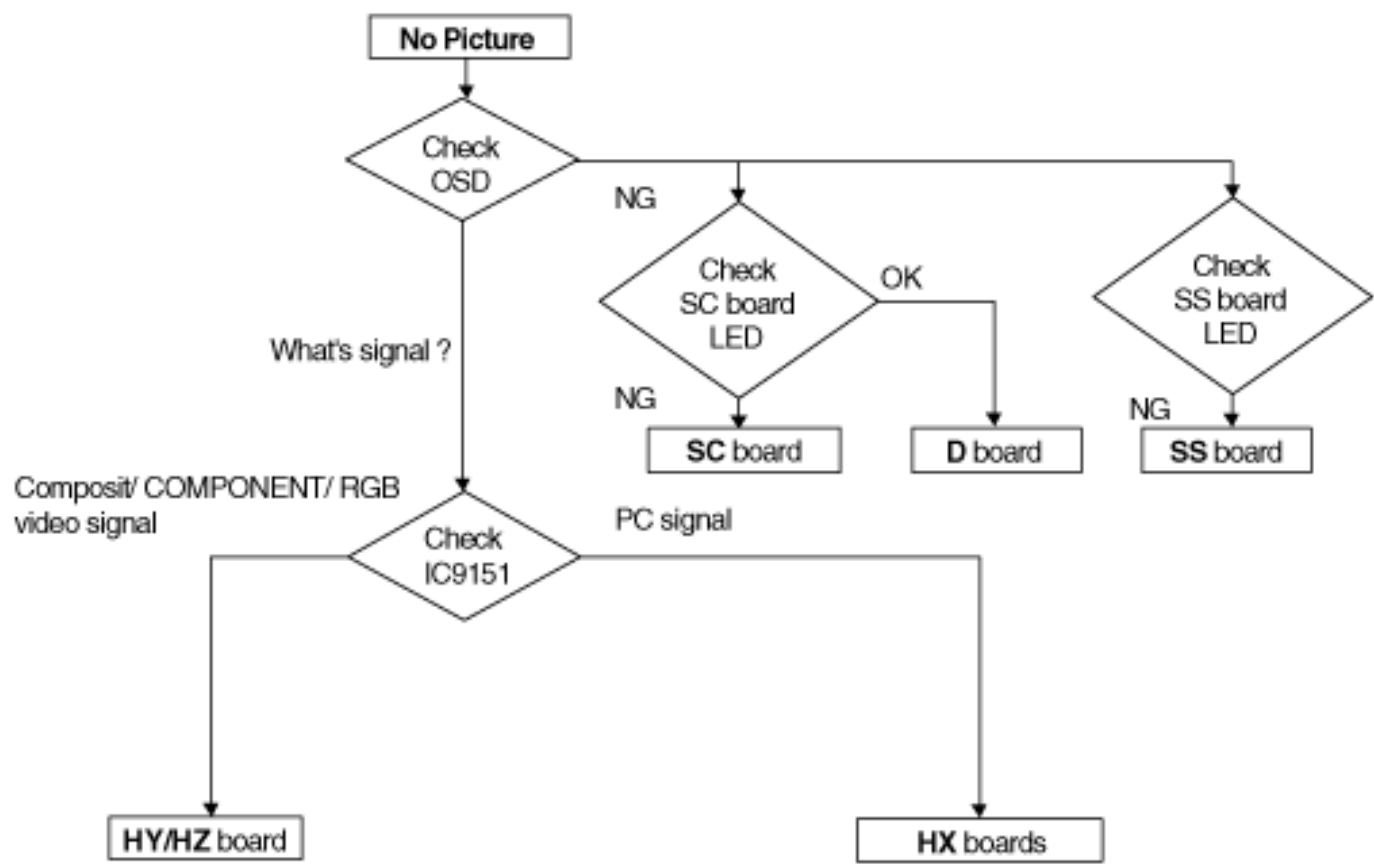 No Picture
Check
OSD
NG
Check
SC board
LED
OK
Check
SS board
LED
What's signal ?
NG
NG
SC board
D board
SS board
Composit/ COMPONENT/ RGB
video signal
PC signal
Check
IC9151
HY/HZ board
HX boards